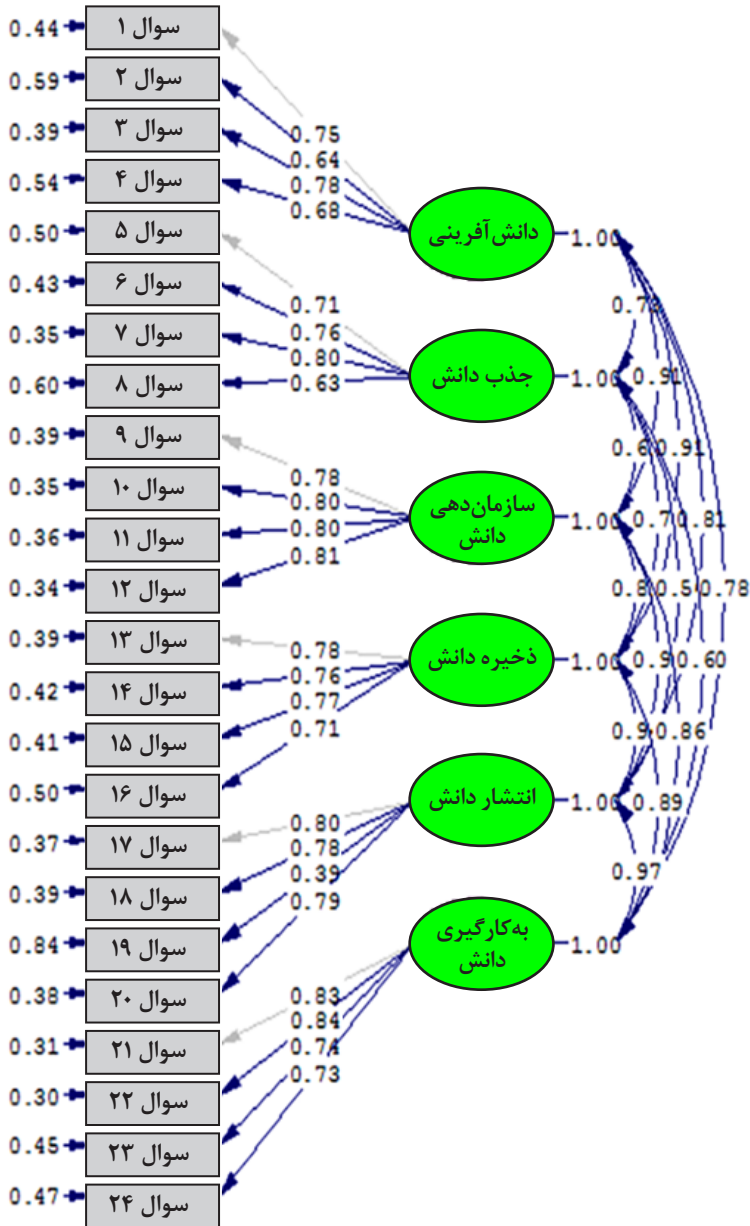 0.44 سوال ۱
0.59 سوال ۲
0.39 سوال ۳
0.54 سوال ۴
0.50 سوال ۵
0.43 سوال ۶
0.35 سوال ۷
0.60 سوال ۸
0.39 سوال ۹
0.35 سوال ۱۰
0.36 سوال ۱۱
0.34 سوال ۱۲
0.39 سوال ۱۳
0.42 سوال ۱۴
0.41 سوال ۱۵
0.50 سوال ۱۶
0.37 سوال ۱۷
0.39 سوال ۱۸
0.84 سوال ۱۹
0.38 سوال ۲۰
0.31 سوال ۲۱
0.30 سوال ۲۲
0.45 سوال ۲۳
0.47 سوال ۲۴
0.75
0.64
0.78
0.68
0.71
0.76
0.80
0.63
0.78
0.80
0.80
0.81
0.78
0.76
0.77
0.71
0.80
0.78
0.39
0.79
0.83
0.84
0.74
0.73
دانش‌آفرینی
1.00
جذب دانش
1.00
سازمان‌دهی
دانش
1.00
ذخیره دانش
1.00
انتشار دانش
1.00
به‌کارگیری
دانش
1.00
0.91
0.91
0.81
0.78
0.60
0.86
0.89
0.97